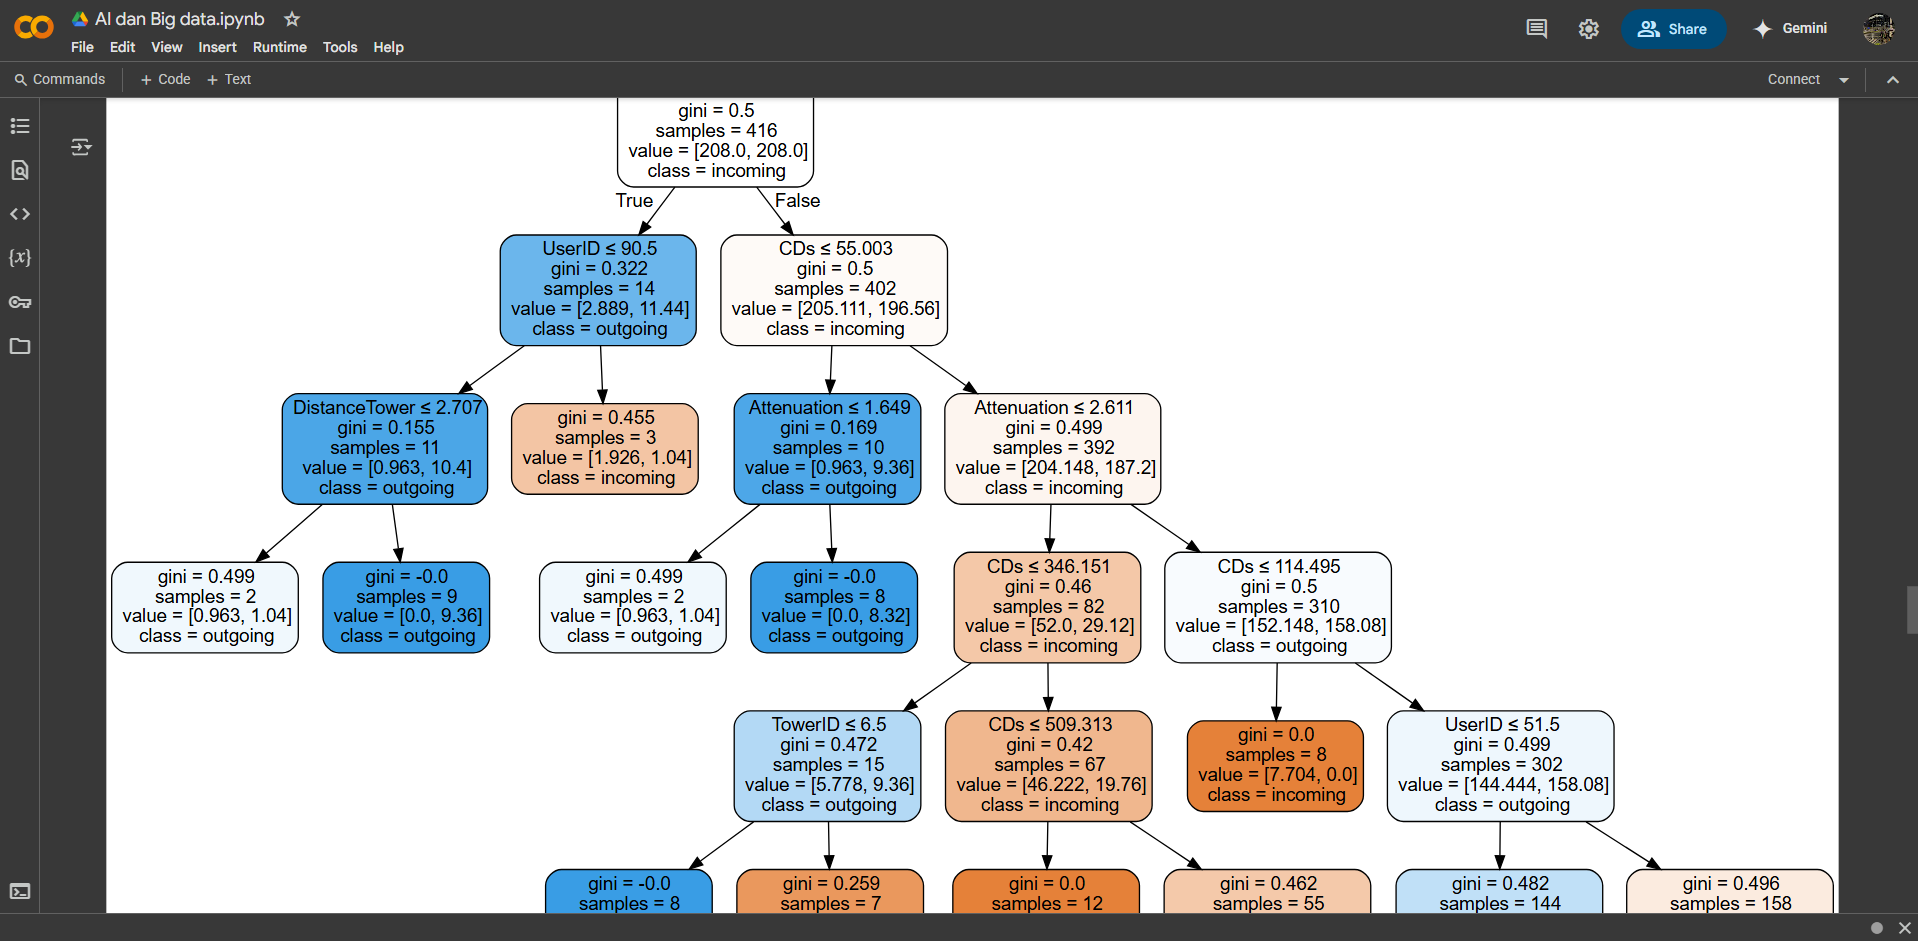 AI dan Big data.ipynb
File Edit View Insert Runtime Tools Help
Share
Gemini
Commands
+ Code + Text
Connect
gini = 0.5
samples = 416
value = [208.0, 208.0]
class = incoming
True
False
UserID ≤ 90.5
gini = 0.322
samples = 14
value = [2.889, 11.44]
class = outgoing
CDs ≤ 55.003
gini = 0.5
samples = 402
value = [205.111, 196.56]
class = incoming
DistanceTower ≤ 2.707
gini = 0.155
samples = 11
value = [0.963, 10.4]
class = outgoing
gini = 0.455
samples = 3
value = [1.926, 1.04]
class = incoming
Attenuation ≤ 1.649
gini = 0.169
samples = 10
value = [0.963, 9.36]
class = outgoing
Attenuation ≤ 2.611
gini = 0.499
samples = 392
value = [204.148, 187.2]
class = incoming
gini = 0.499
samples = 2
value = [0.963, 1.04]
class = outgoing
gini = -0.0
samples = 9
value = [0.0, 9.36]
class = outgoing
gini = 0.499
samples = 2
value = [0.963, 1.04]
class = outgoing
gini = -0.0
samples = 8
value = [0.0, 8.32]
class = outgoing
CDs ≤ 346.151
gini = 0.46
samples = 82
value = [52.0, 29.12]
class = incoming
CDs ≤ 114.495
gini = 0.5
samples = 310
value = [152.148, 158.08]
class = outgoing
TowerID ≤ 6.5
gini = 0.472
samples = 15
value = [5.778, 9.36]
class = outgoing
CDs ≤ 509.313
gini = 0.42
samples = 67
value = [46.222, 19.76]
class = incoming
gini = 0.0
samples = 8
value = [7.704, 0.0]
class = incoming
UserID ≤ 51.5
gini = 0.499
samples = 302
value = [144.444, 158.08]
class = outgoing
gini = -0.0
samples = 8
gini = 0.259
samples = 7
gini = 0.0
samples = 12
gini = 0.462
samples = 55
gini = 0.482
samples = 144
gini = 0.496
samples = 158